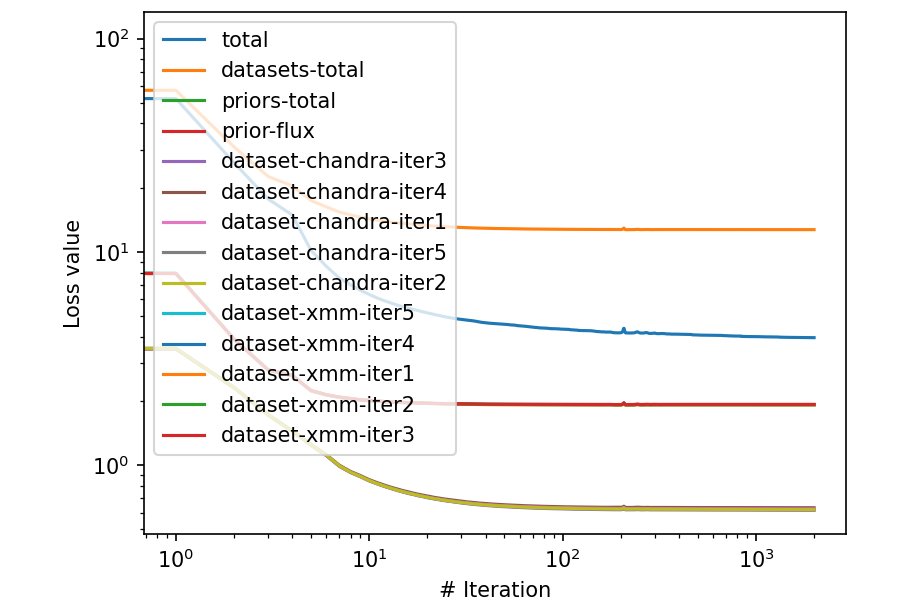 10²
10¹
10⁰
Loss value
total
datasets-total
priors-total
prior-flux
dataset-chandra-iter3
dataset-chandra-iter4
dataset-chandra-iter1
dataset-chandra-iter5
dataset-chandra-iter2
dataset-xmm-iter5
dataset-xmm-iter4
dataset-xmm-iter1
dataset-xmm-iter2
dataset-xmm-iter3
10⁰ 10¹ 10² 10³
# Iteration